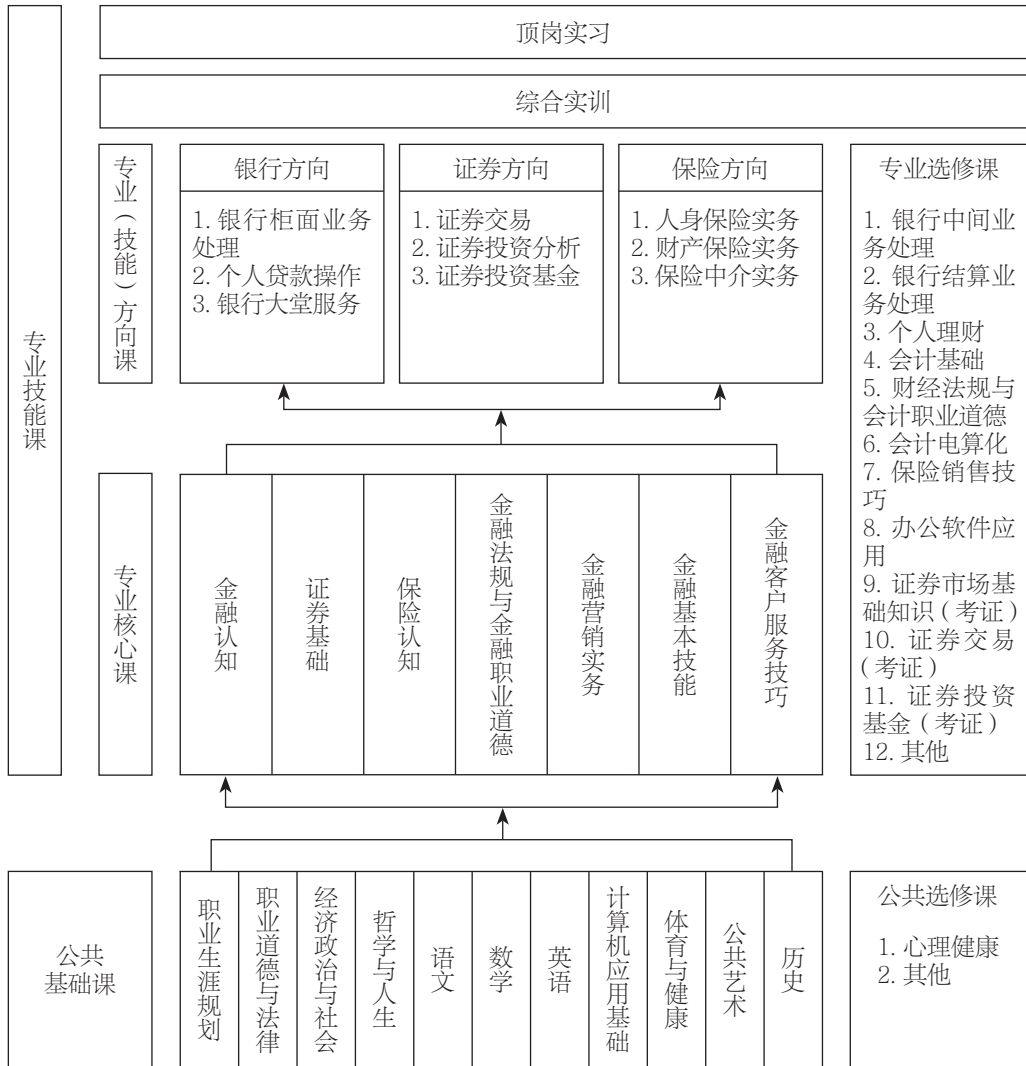 顶岗实习
综合实训
专业技能课
专业（技能）方向课
银行方向
1. 银行柜面业务
处理
2. 个人贷款操作
3. 银行大堂服务
证券方向
1. 证券交易
2. 证券投资分析
3. 证券投资基金
保险方向
1. 人身保险实务
2. 财产保险实务
3. 保险中介实务
专业选修课
1. 银行中间业
务处理
2. 银行结算业
务处理
3. 个人理财
4. 会计基础
5. 财经法规与
会计职业道德
6. 会计电算化
7. 保险销售技
巧
8. 办公软件应
用
9. 证券市场基
础知识（考证）
10. 证券交易
（考证）
11. 证券投资
基金（考证）
12. 其他
专业核心课
金融认知
证券基础
保险认知
金融法规与金融职业道德
金融营销实务
金融基本技能
金融客户服务技巧
公共
基础课
职业生涯规划
职业道德与法律
经济政治与社会
哲学与人生
语文
数学
英语
计算机应用基础
体育与健康
公共艺术
历史
公共选修课
1. 心理健康
2. 其他